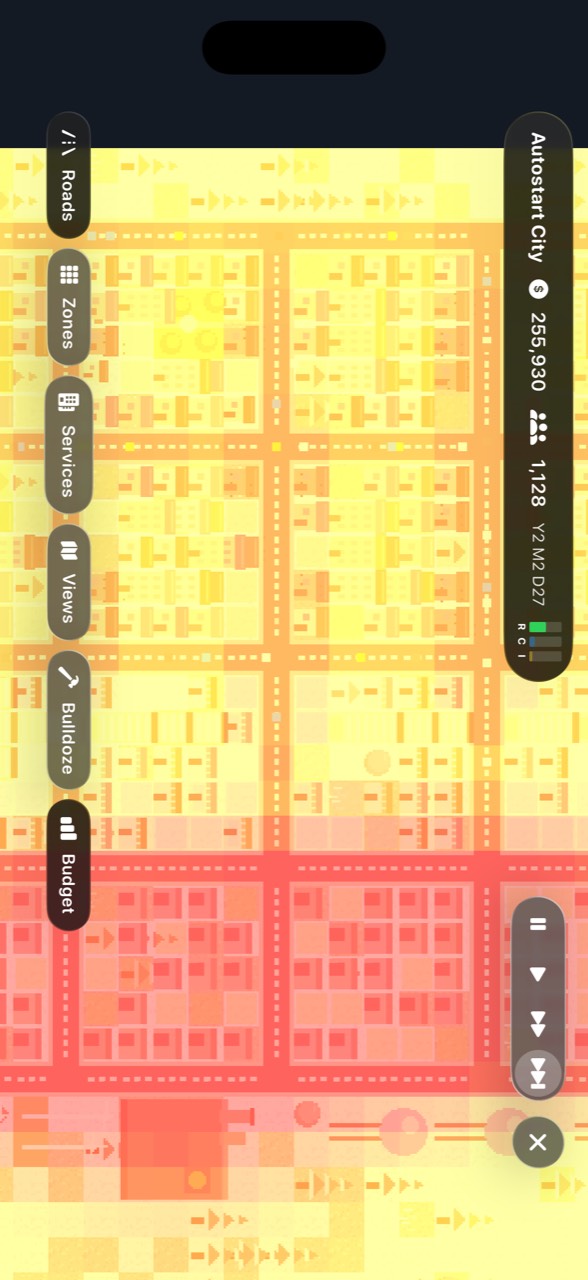 Autostart City $ 255,930 1,128 Y2 M2 D27
R
C
I
Roads
Zones
Services
Views
Bulldoze
Budget